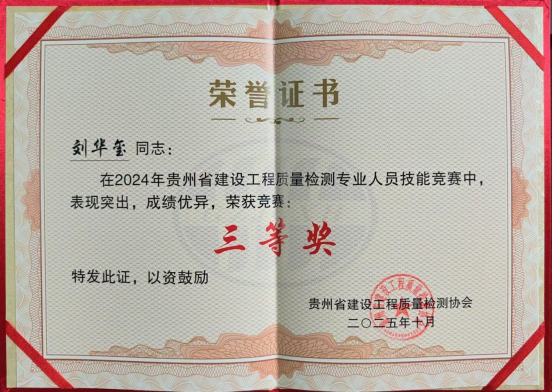 荣誉证书
刘华玺 同志：
在2024年贵州省建设工程质量检测专业人员技能竞赛中，
表现突出，成绩优异，荣获竞赛：
三等奖
特发此证，以资鼓励
贵州省建设工程质量检测协会
二〇二五年十月